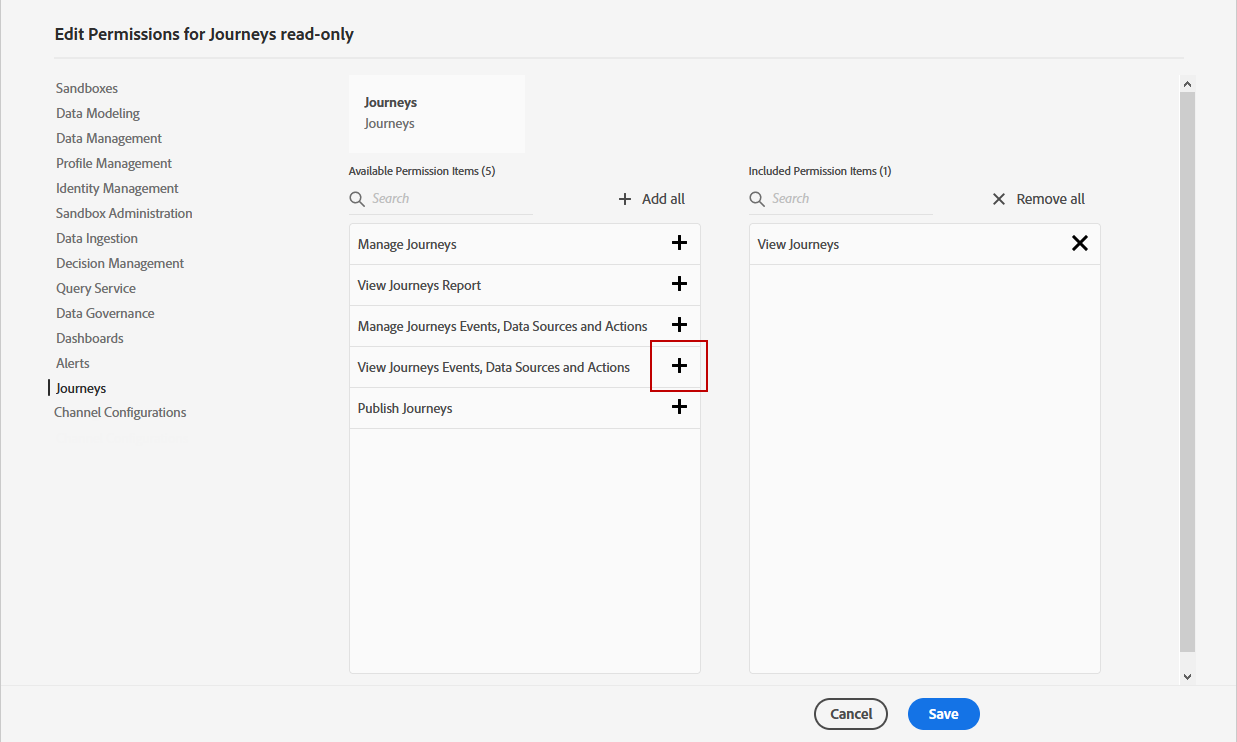 Edit Permissions for Journeys read-only
Sandboxes
Data Modeling
Data Management
Profile Management
Identity Management
Sandbox Administration
Data Ingestion
Decision Management
Query Service
Data Governance
Dashboards
Alerts
Journeys
Channel Configurations
Journeys
Journeys
Available Permission Items (5)
Search
Add all
Manage Journeys
View Journeys Report
Manage Journeys Events, Data Sources and Actions
View Journeys Events, Data Sources and Actions
Publish Journeys
Included Permission Items (1)
Search
Remove all
View Journeys
Cancel
Save